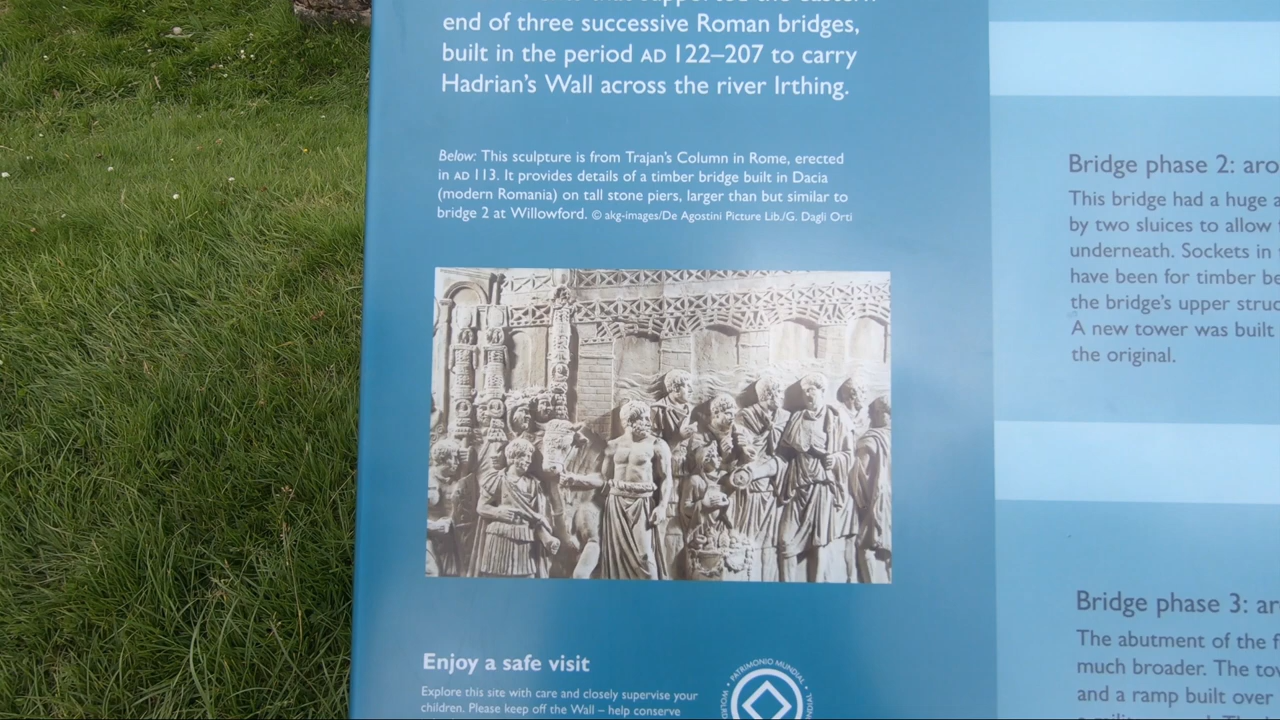 end of three successive Roman bridges,
built in the period AD 122–207 to carry
Hadrian's Wall across the river Irthing.
Below: This sculpture is from Trajan's Column in Rome, erected
in AD 113. It provides details of a timber bridge built in Dacia
(modern Romania) on tall stone piers, larger than but similar to
bridge 2 at Willowford. © akg-images/De Agostini Picture Lib./G. Dagli Orti
Enjoy a safe visit
Explore this site with care and closely supervise your
children. Please keep off the Wall – help conserve
PATRIMONIO MUNDIAL
Bridge phase 2:
This bridge had a huge
by two sluices to allow
underneath. Sockets in
have been for timber
the bridge's upper
A new tower was built
the original.
Bridge phase 3:
The abutment of the
much broader. The
and a ramp built over